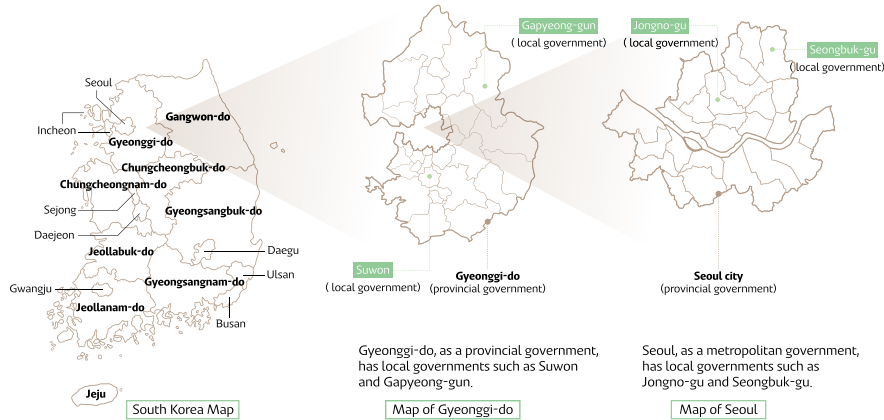 Seoul
Incheon
Gangwon-do
Gyeonggi-do
Chungcheongbuk-do
Chungcheongnam-do
Sejong
Gyeongsangbuk-do
Daejeon
Jeollabuk-do
Daegu
Ulsan
Gwangju
Gyeongsangnam-do
Jeollanam-do
Busan
Jeju
South Korea Map
Gapyeong-gun
( local government)
Suwon
( local government)
Gyeonggi-do
(provincial government)
Gyeonggi-do, as a provincial government,
has local governments such as Suwon
and Gapyeong-gun.
Map of Gyeonggi-do
Jongno-gu
( local government)
Seongbuk-gu
( local government)
Seoul city
(provincial government)
Seoul, as a metropolitan government,
has local governments such as
Jongno-gu and Seongbuk-gu.
Map of Seoul